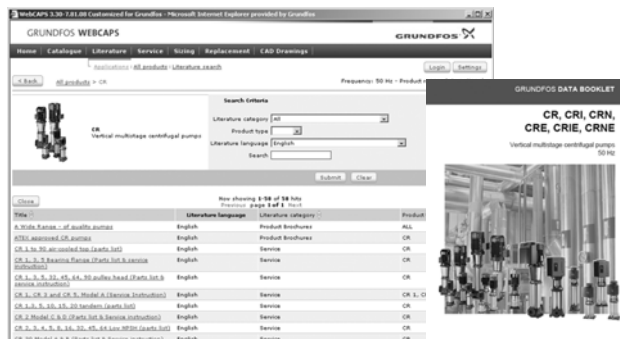 WebCAPS 3.30-7.01.08 Customized for Grundfos - Microsoft Internet Explorer provided by Grundfos
GRUNDFOS WEBCAPS
GRUNDFOS
Home Catalogue Literature Service Sizing Replacement CAD Drawings
Applications All products Literature search
Login Settings
< Back All products > CR
Frequency: 50 Hz - Product
Search Criteria
CR
Vertical multistage centrifugal pumps
Literature category All
Product type
Literature language English
Search
Submit Clear
Close
Now showing 1-58 of 58 hits
Previous page 1 of 1 Next
Title Literature language Literature category Product
A Wide Range - of quality pumps English Product Brochures ALL
ATEX approved CR pumps English Product Brochures CR
CR 1 to 90 air-cooled top (parts list) English Service CR
CR 1, 3, 5 Bearing flange (Parts list & service
instruction) English Service CR
CR 1, 3, 5, 32, 45, 64, 90 pulley head (Parts list &
service instruction) English Service CR
CR 1, CR 3 and CR 5, Model A (Service Instruction) English Service CR 1, C
CR 1,3, 5, 10, 15, 20 tandem (parts list) English Service CR
CR 2 Model C & D (Parts list & Service instruction) English Service CR
CR 2, 3, 4, 5, 8, 16, 32, 45, 64 Low NPSH (parts list) English Service CR
GRUNDFOS DATA BOOKLET
CR, CRI, CRN,
CRE, CRIE, CRNE
Vertical multistage centrifugal pumps
50 Hz